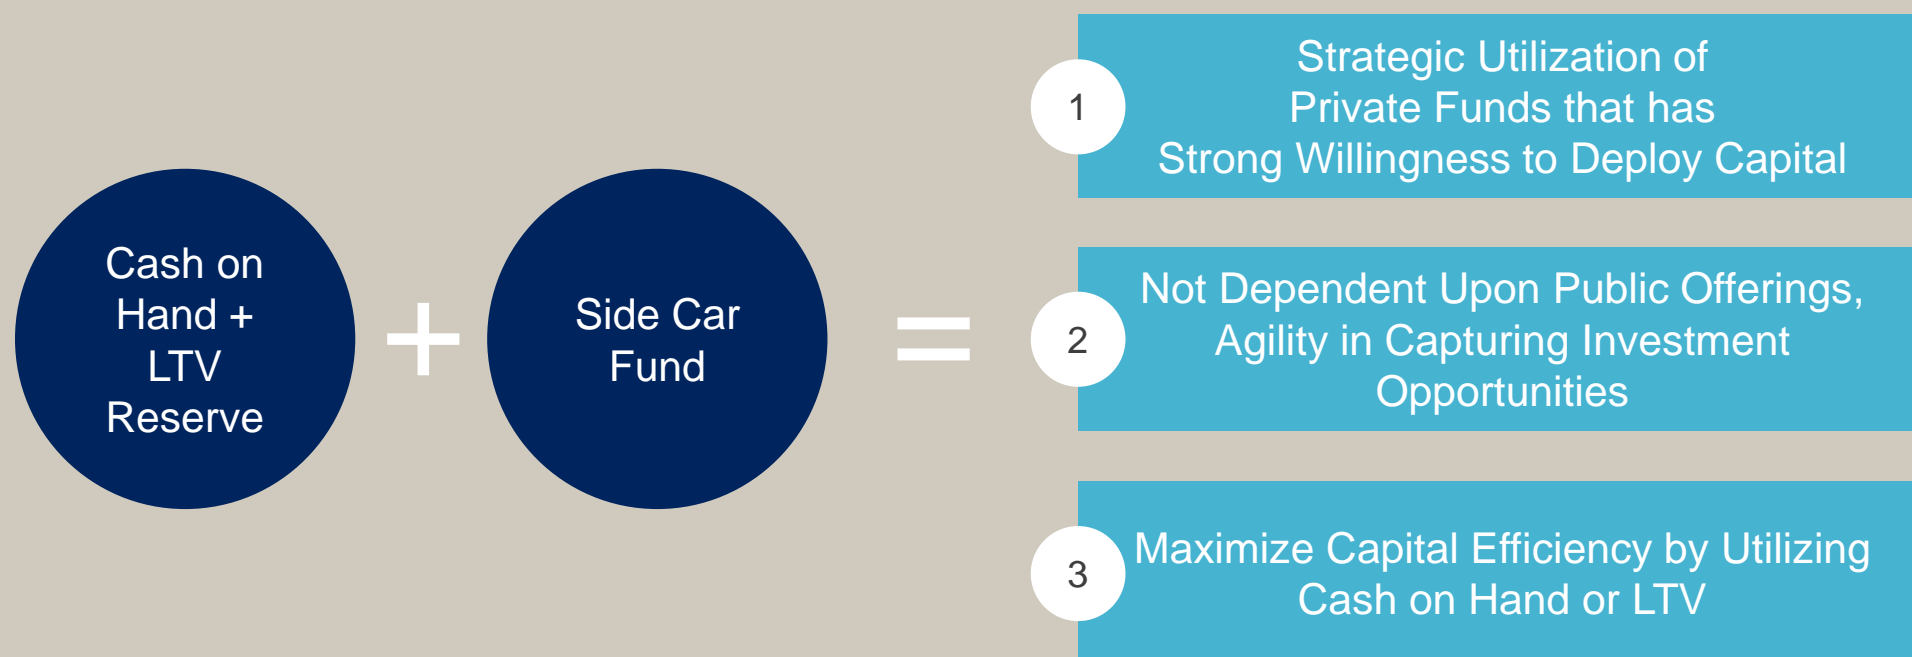 Cash on
Hand +
LTV
Reserve
+
Side Car
Fund
=
1
Strategic Utilization of
Private Funds that has
Strong Willingness to Deploy Capital
2
Not Dependent Upon Public Offerings,
Agility in Capturing Investment
Opportunities
3
Maximize Capital Efficiency by Utilizing
Cash on Hand or LTV